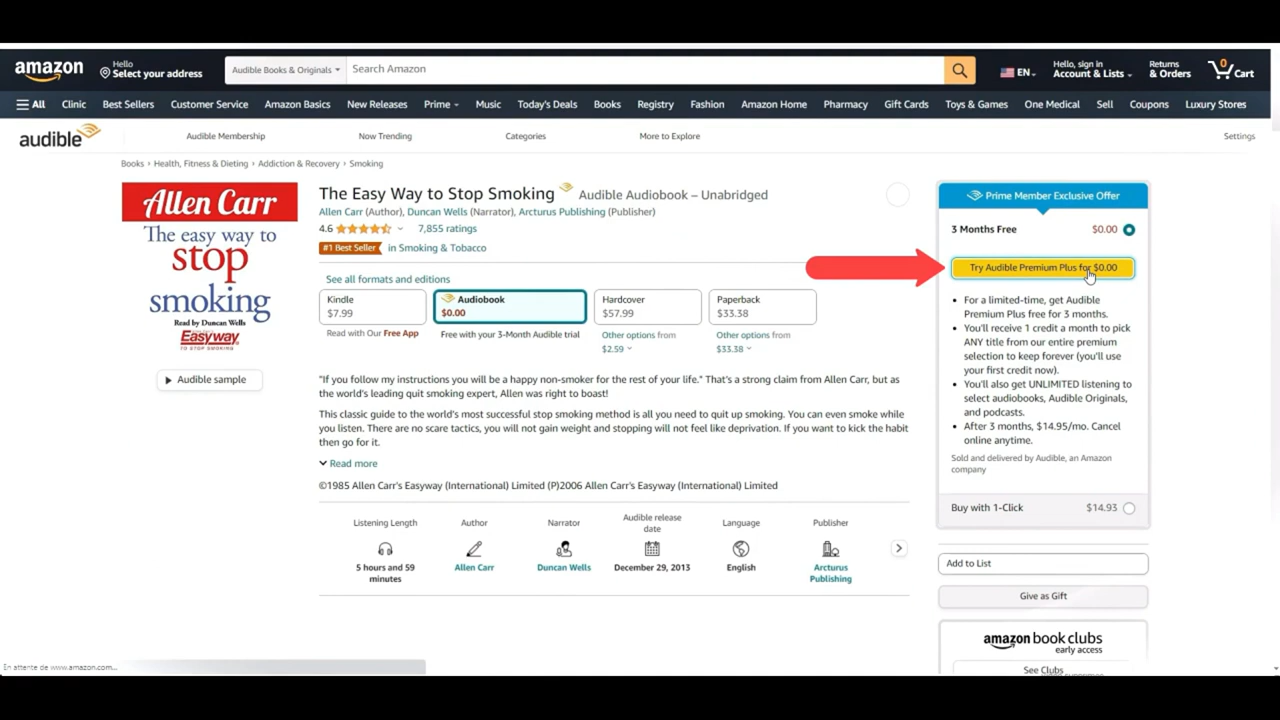 amazon
Hello
Select your address
Audible Books & Originals
Search Amazon
EN
Hello, sign in
Account & Lists
Returns
& Orders
0
Cart
All
Clinic
Best Sellers
Customer Service
Amazon Basics
New Releases
Prime
Music
Today's Deals
Books
Registry
Fashion
Amazon Home
Pharmacy
Gift Cards
Toys & Games
One Medical
Sell
Coupons
Luxury Stores
audible
Audible Membership
Now Trending
Categories
More to Explore
Settings
Books › Health, Fitness & Dieting › Addiction & Recovery › Smoking
Allen Carr
The easy way to
stop
smoking
Read by Duncan Wells
Allen Carr's
Easyway
TO STOP SMOKING
Audible sample
The Easy Way to Stop Smoking Audible Audiobook – Unabridged
Allen Carr (Author), Duncan Wells (Narrator), Arcturus Publishing (Publisher)
4.6 7,855 ratings
#1 Best Seller in Smoking & Tobacco
See all formats and editions
Kindle
$7.99
Read with Our Free App
Audiobook
$0.00
Free with your 3-Month Audible trial
Hardcover
$57.99
Other options from
$2.59
Paperback
$33.38
Other options from
$33.38
"If you follow my instructions you will be a happy non-smoker for the rest of your life." That's a strong claim from Allen Carr, but as
the world's leading quit smoking expert, Allen was right to boast!
This classic guide to the world's most successful stop smoking method is all you need to quit up smoking. You can even smoke while
you listen. There are no scare tactics, you will not gain weight and stopping will not feel like deprivation. If you want to kick the habit
then go for it.
Read more
©1985 Allen Carr's Easyway (International) Limited (P)2006 Allen Carr's Easyway (International) Limited
Listening Length
5 hours and 59
minutes
Author
Allen Carr
Narrator
Duncan Wells
Audible release
date
December 29, 2013
Language
English
Publisher
Arcturus
Publishing
Prime Member Exclusive Offer
3 Months Free $0.00
Try Audible Premium Plus for $0.00
• For a limited-time, get Audible
Premium Plus free for 3 months.
• You'll receive 1 credit a month to pick
ANY title from our entire premium
selection to keep forever (you'll use
your first credit now).
• You'll also get UNLIMITED listening to
select audiobooks, Audible Originals,
and podcasts.
• After 3 months, $14.95/mo. Cancel
online anytime.
Sold and delivered by Audible, an Amazon
company
Buy with 1-Click $14.93
Add to List
Give as Gift
amazon book clubs
early access
See Clubs
En attente de www.amazon.com...